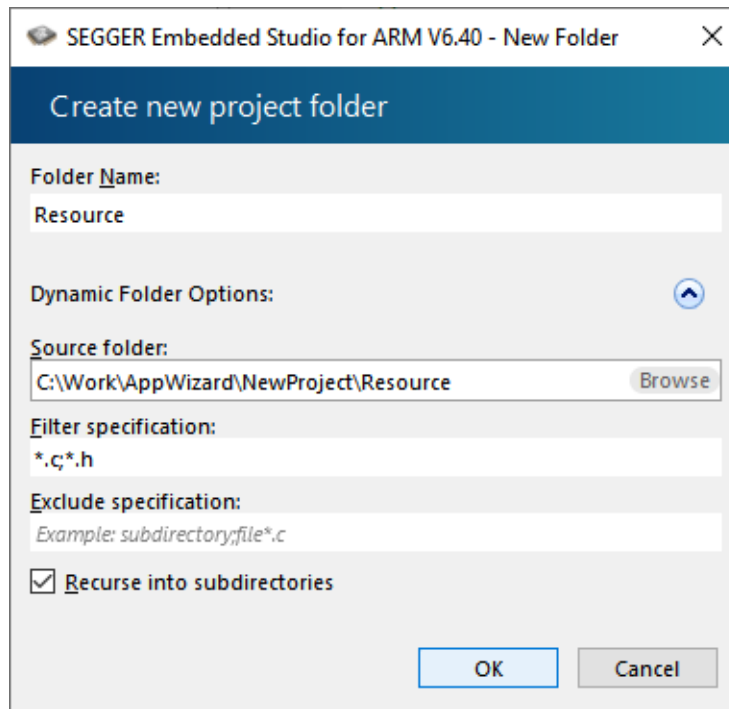 SEGGER Embedded Studio for ARM V6.40 - New Folder
Create new project folder
Folder Name:
Resource
Dynamic Folder Options:
Source folder:
C:\Work\AppWizard\NewProject\Resource Browse
Filter specification:
*.c;*.h
Exclude specification:
Example: subdirectory;file*.c
Recurse into subdirectories
OK Cancel